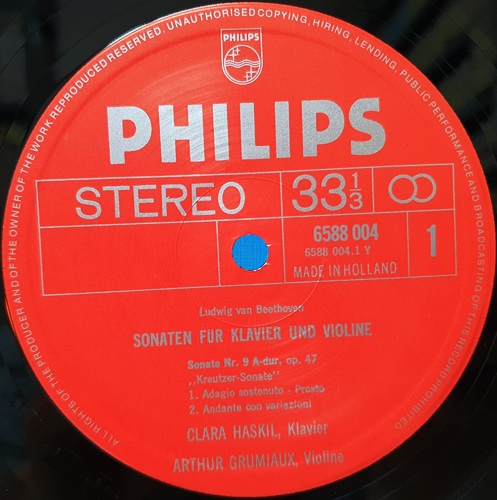 ALL RIGHTS OF THE PRODUCER AND OF THE OWNER OF THE WORK REPRODUCED RESERVED. UNAUTHORISED COPYING, HIRING, LENDING, PUBLIC PERFORMANCE AND BROADCASTING OF THIS RECORD PROHIBITED
PHILIPS
PHILIPS
STEREO 33 1/3
6588 004
6588 004.1 Y
MADE IN HOLLAND
1
Ludwig van Beethoven
SONATEN FÜR KLAVIER UND VIOLINE
Sonate Nr. 9 A-dur, op. 47
,,Kreutzer-Sonate"
1. Adagio sostenuto - Presto
2. Andante con variazioni
CLARA HASKIL, Klavier
ARTHUR GRUMIAUX, Violine